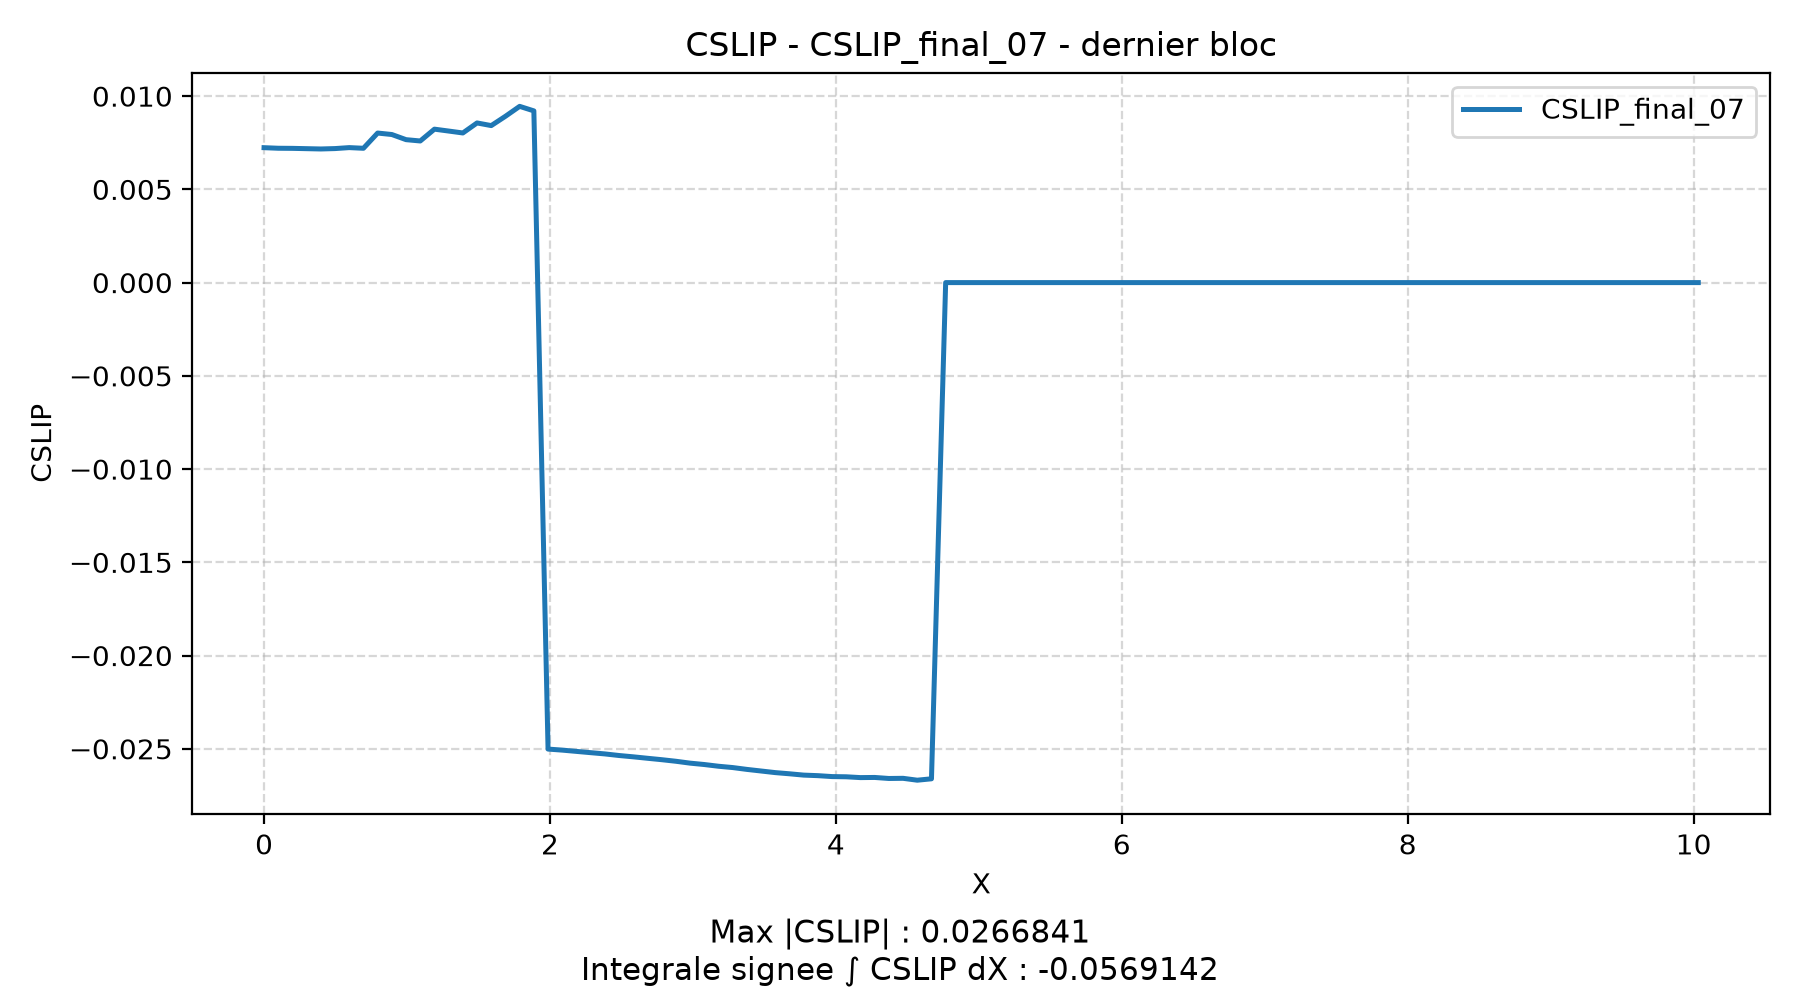 CSLIP - CSLIP_final_07 - dernier bloc
CSLIP_final_07
0.010
0.005
0.000
−0.005
−0.010
−0.015
−0.020
−0.025
CSLIP
0 2 4 6 8 10
X
Max |CSLIP| : 0.0266841
Integrale signee ∫ CSLIP dX : -0.0569142